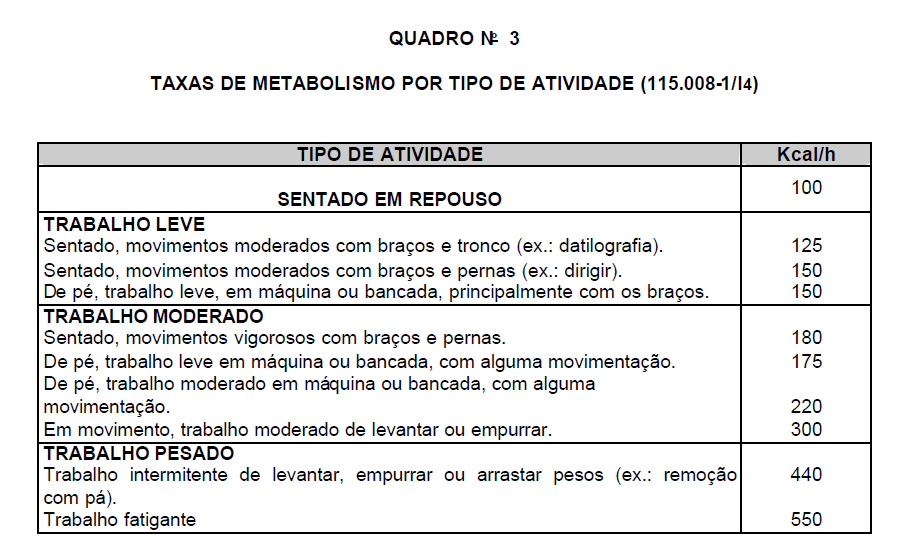 QUADRO Nº 3
TAXAS DE METABOLISMO POR TIPO DE ATIVIDADE (115.008-1/I4)
TIPO DE ATIVIDADE Kcal/h
SENTADO EM REPOUSO 100
TRABALHO LEVE
Sentado, movimentos moderados com braços e tronco (ex.: datilografia). 125
Sentado, movimentos moderados com braços e pernas (ex.: dirigir). 150
De pé, trabalho leve, em máquina ou bancada, principalmente com os braços. 150
TRABALHO MODERADO
Sentado, movimentos vigorosos com braços e pernas. 180
De pé, trabalho leve em máquina ou bancada, com alguma movimentação. 175
De pé, trabalho moderado em máquina ou bancada, com alguma
movimentação. 220
Em movimento, trabalho moderado de levantar ou empurrar. 300
TRABALHO PESADO
Trabalho intermitente de levantar, empurrar ou arrastar pesos (ex.: remoção 440
com pá).
Trabalho fatigante 550